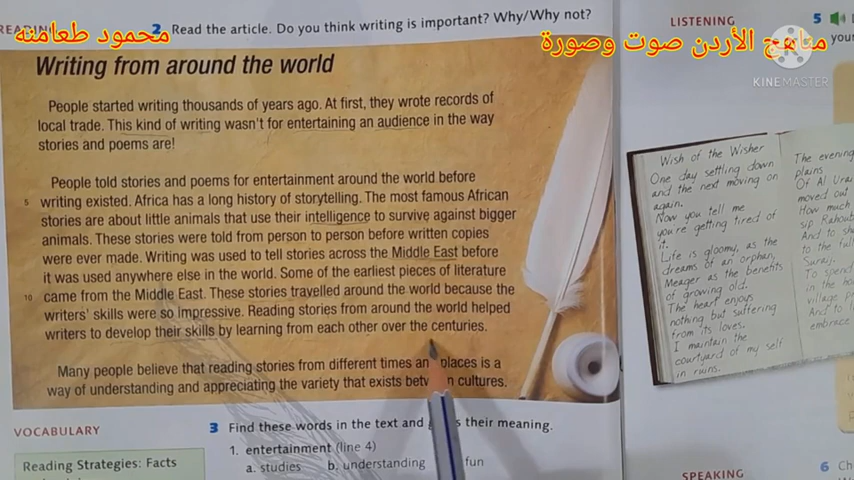 READING
2 Read the article. Do you think writing is important? Why/Why not?
محمود طعامنه
Writing from around the world
People started writing thousands of years ago. At first, they wrote records of
local trade. This kind of writing wasn't for entertaining an audience in the way
stories and poems are!
People told stories and poems for entertainment around the world before
5 writing existed. Africa has a long history of storytelling. The most famous African
stories are about little animals that use their intelligence to survive against bigger
animals. These stories were told from person to person before written copies
were ever made. Writing was used to tell stories across the Middle East before
it was used anywhere else in the world. Some of the earliest pieces of literature
10 came from the Middle East. These stories travelled around the world because the
writers' skills were so impressive. Reading stories from around the world helped
writers to develop their skills by learning from each other over the centuries.
Many people believe that reading stories from different times an places is a
way of understanding and appreciating the variety that exists betw n cultures.
VOCABULARY
3 Find these words in the text and their meaning.
1. entertainment (line 4)
a. studies b. understanding fun
Reading Strategies: Facts
LISTENING
5
your
مناهج الأردن صوت وصورة
KINEMASTER
Wish of the Wisher
One day settling down
and the next moving on
again.
Now you tell me
you're getting tired of
it.
Life is gloomy, as the
dreams of an orphan,
Meager as the benefits
of growing old.
The heart enjoys
nothing but suffering
from its loves.
I maintain the
courtyard of my self
in ruins.
The evening
plains
Of Al Ura
moved out
How much
sip Rahou
And to sh
to the ful
Suraj.
To spend
in the ho
village p
And to l
embrace
SPEAKING
6 Ch